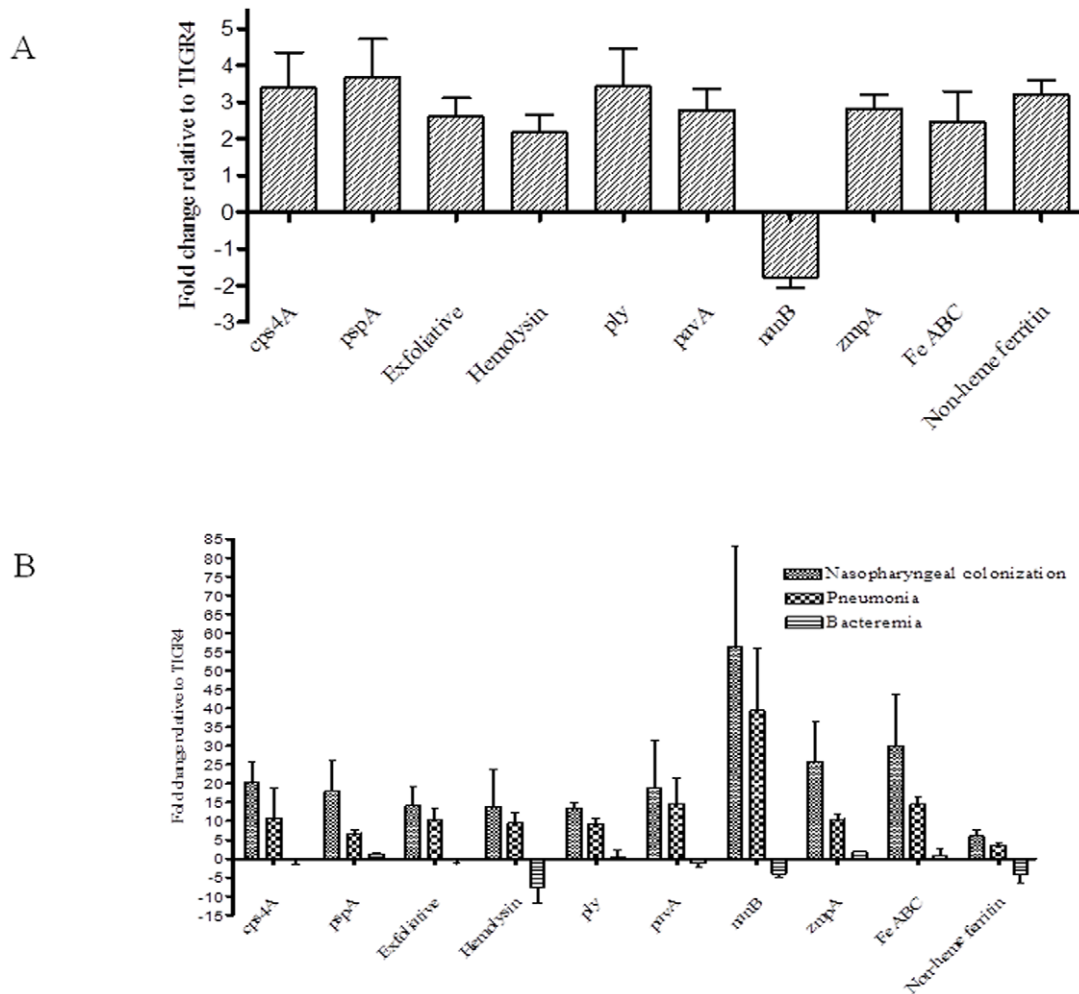 A
Fold change relative to TIGR4
5
4
3
2
1
0
-1
-2
-3
cps4A
pspA
Exfoliative
Hemolysin
ply
pavA
nanB
zmpA
Fe ABC
Non-heme ferritin
B
Fold change relative to TIGR4
85
80
75
70
65
60
55
50
45
40
35
30
25
20
15
10
5
0
-5
-10
-15
Nasopharyngeal colonization
Pneumonia
Bacteremia
cps4A
pspA
Exfoliative
Hemolysin
ply
pavA
nanB
zmpA
Fe ABC
Non-heme ferritin